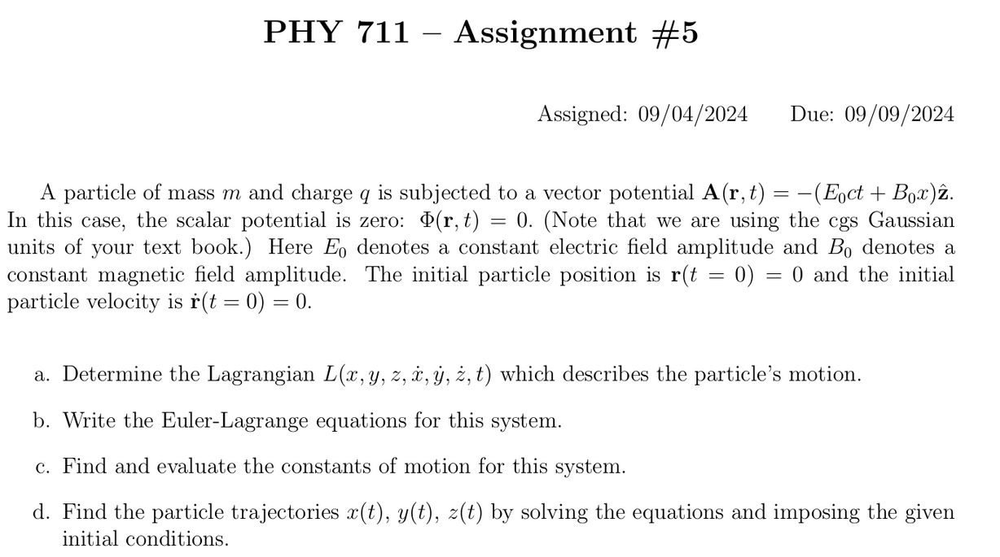 PHY 711 – Assignment #5
Assigned: 09/04/2024 Due: 09/09/2024
A particle of mass m and charge q is subjected to a vector potential A(r, t) = −(E₀ct + B₀x)ẑ.
In this case, the scalar potential is zero: Φ(r, t) = 0. (Note that we are using the cgs Gaussian
units of your text book.) Here E₀ denotes a constant electric field amplitude and B₀ denotes a
constant magnetic field amplitude. The initial particle position is r(t = 0) = 0 and the initial
particle velocity is ṙ(t = 0) = 0.
a. Determine the Lagrangian L(x, y, z, ẋ, ẏ, ż, t) which describes the particle's motion.
b. Write the Euler-Lagrange equations for this system.
c. Find and evaluate the constants of motion for this system.
d. Find the particle trajectories x(t), y(t), z(t) by solving the equations and imposing the given
initial conditions.